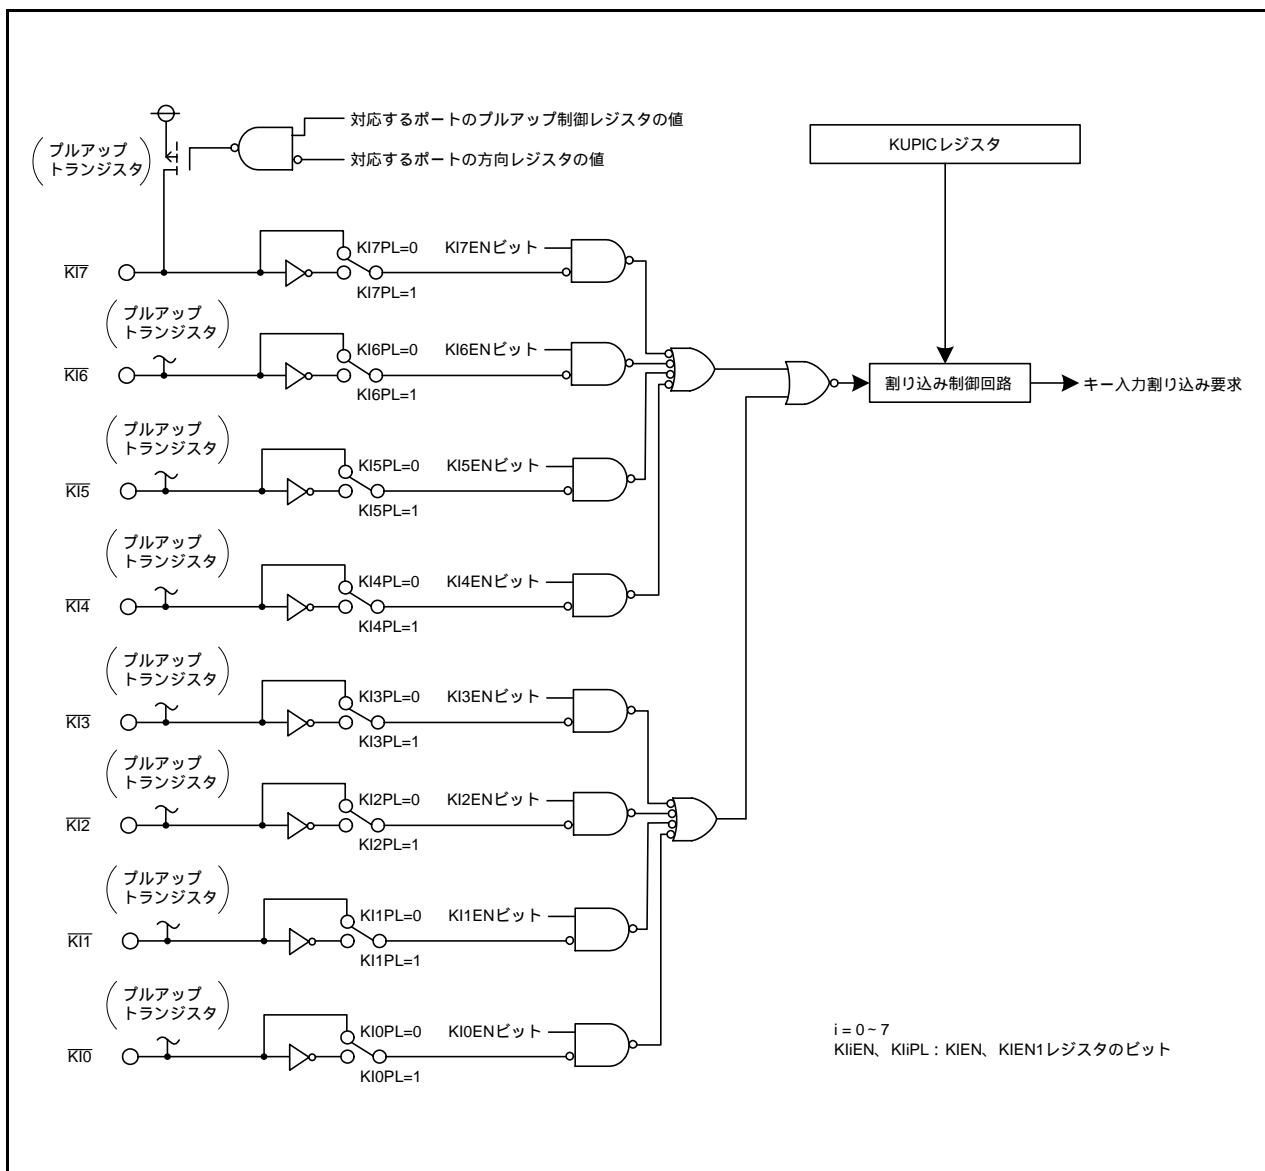 対応するポートのプルアップ制御レジスタの値
対応するポートの方向レジスタの値
プルアップ
トランジスタ
KUPICレジスタ
KI7
KI7PL=0
KI7PL=1
KI7ENビット
プルアップ
トランジスタ
KI6
KI6PL=0
KI6PL=1
KI6ENビット
割り込み制御回路
キー入力割り込み要求
プルアップ
トランジスタ
KI5
KI5PL=0
KI5PL=1
KI5ENビット
プルアップ
トランジスタ
KI4
KI4PL=0
KI4PL=1
KI4ENビット
プルアップ
トランジスタ
KI3
KI3PL=0
KI3PL=1
KI3ENビット
プルアップ
トランジスタ
KI2
KI2PL=0
KI2PL=1
KI2ENビット
プルアップ
トランジスタ
KI1
KI1PL=0
KI1PL=1
KI1ENビット
プルアップ
トランジスタ
KI0
KI0PL=0
KI0PL=1
KI0ENビット
i = 0~7
KIiEN、KIiPL : KIEN、KIEN1レジスタのビット